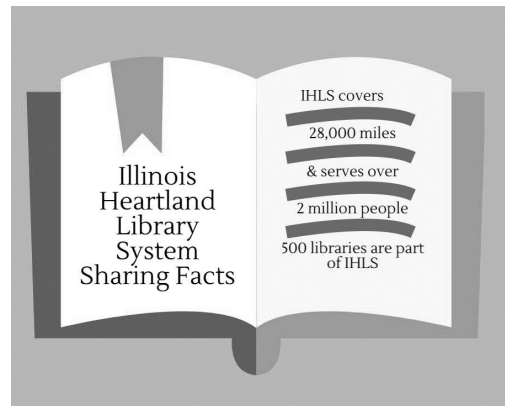 Illinois
Heartland
Library
System
Sharing Facts
IHLS covers
28,000 miles
& serves over
2 million people
500 libraries are part
of IHLS